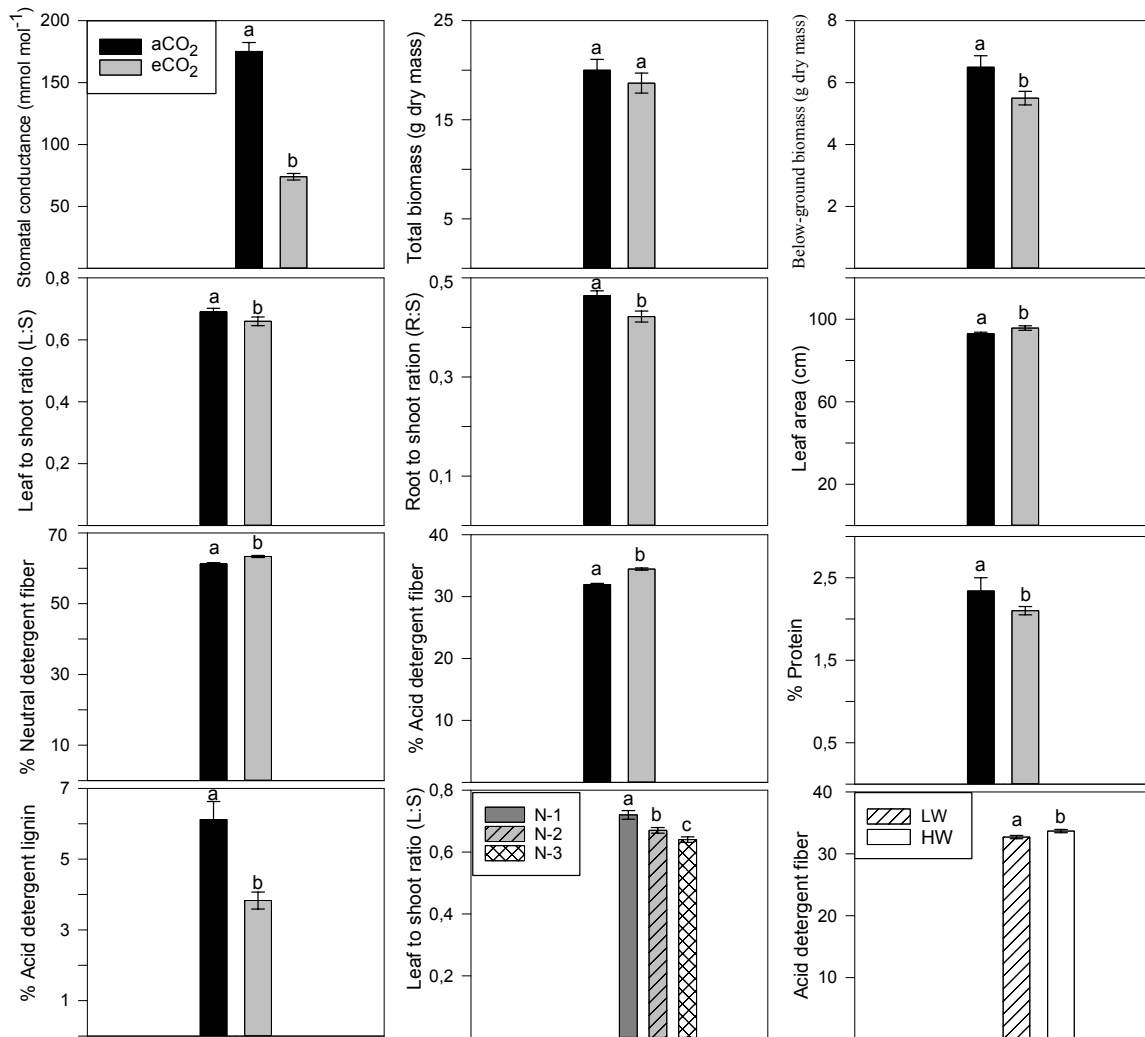 Stomatal conductance (mmol mol⁻¹)
200
150
100
50
aCO₂
eCO₂
a
b
Total biomass (g dry mass)
25
15
5
a
a
Below-ground biomass (g dry mass)
8
6
4
2
a
b
Leaf to shoot ratio (L:S)
0,8
0,6
0,4
0,2
a
b
Root to shoot ration (R:S)
0,5
0,3
0,1
a
b
Leaf area (cm)
100
60
20
a
b
% Neutral detergent fiber
70
50
30
10
a
b
% Acid detergent fiber
40
30
20
10
a
b
% Protein
2,5
1,5
0,5
a
b
% Acid detergent lignin
7
5
3
1
a
b
Leaf to shoot ratio (L:S)
0,8
0,6
0,4
0,2
N-1
N-2
N-3
a
b
c
Acid detergent fiber
40
30
20
10
LW
HW
a
b